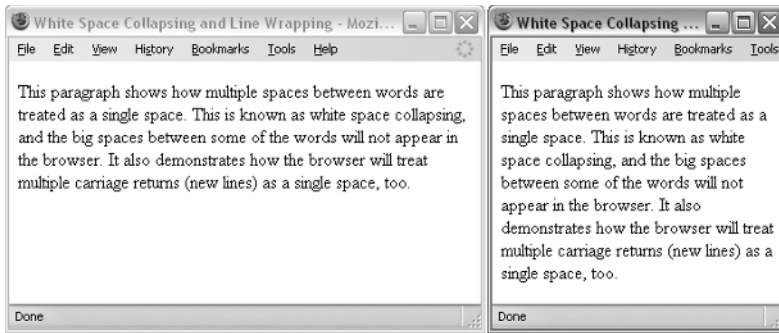 White Space Collapsing and Line Wrapping - Mozi...
File Edit View History Bookmarks Tools Help
This paragraph shows how multiple spaces between words are
treated as a single space. This is known as white space collapsing,
and the big spaces between some of the words will not appear in
the browser. It also demonstrates how the browser will treat
multiple carriage returns (new lines) as a single space, too.
Done
White Space Collapsing ...
File Edit View History Bookmarks Tools
This paragraph shows how multiple
spaces between words are treated as a
single space. This is known as white
space collapsing, and the big spaces
between some of the words will not
appear in the browser. It also
demonstrates how the browser will treat
multiple carriage returns (new lines) as a
single space, too.
Done